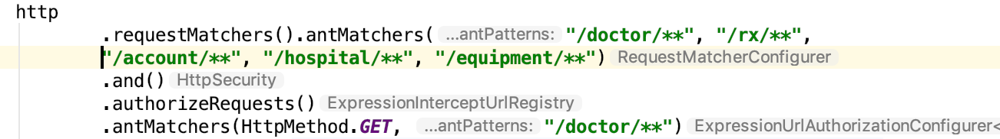 http
.requestMatchers().antMatchers( ...antPatterns: "/doctor/**", "/rx/**",
"/account/**", "/hospital/**", "/equipment/**") RequestMatcherConfigurer
.and() HttpSecurity
.authorizeRequests() ExpressionInterceptUrlRegistry
.antMatchers(HttpMethod.GET, ...antPatterns: "/doctor/**") ExpressionUrlAuthorizationConfigurer<